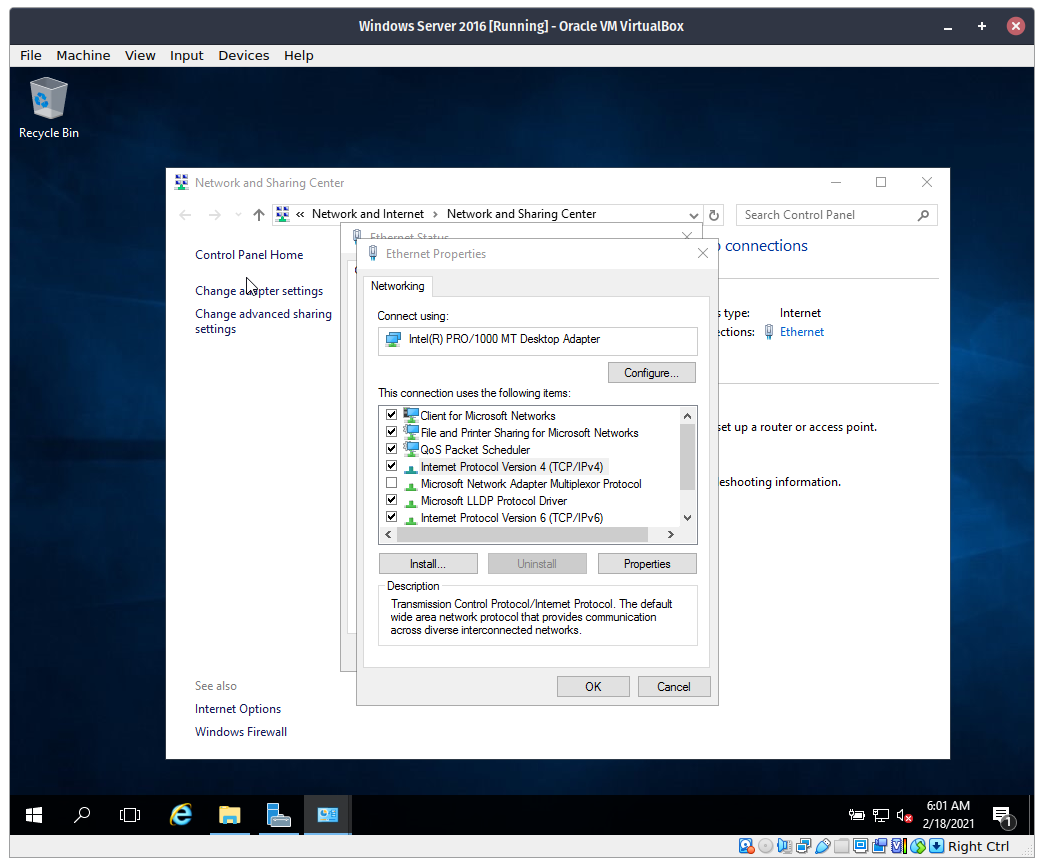 Windows Server 2016 [Running] - Oracle VM VirtualBox
File Machine View Input Devices Help
Recycle Bin
Network and Sharing Center
« Network and Internet › Network and Sharing Center
Search Control Panel
Ethernet Status
Control Panel Home
Change adapter settings
Change advanced sharing
settings
connections
Ethernet Properties
Networking
Connect using:
Intel(R) PRO/1000 MT Desktop Adapter
Configure...
This connection uses the following items:
Client for Microsoft Networks
File and Printer Sharing for Microsoft Networks
QoS Packet Scheduler
Internet Protocol Version 4 (TCP/IPv4)
Microsoft Network Adapter Multiplexor Protocol
Microsoft LLDP Protocol Driver
Internet Protocol Version 6 (TCP/IPv6)
Install...
Uninstall
Properties
Description
Transmission Control Protocol/Internet Protocol. The default
wide area network protocol that provides communication
across diverse interconnected networks.
OK
Cancel
type: Internet
Ethernet
set up a router or access point.
information.
See also
Internet Options
Windows Firewall
6:01 AM
2/18/2021
1
Right Ctrl